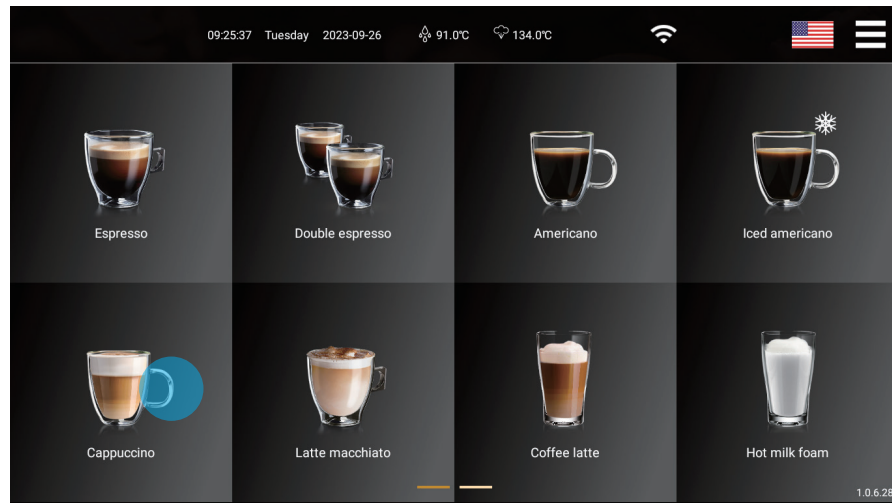 09:25:37 Tuesday 2023-09-26 91.0℃ 134.0℃
Espresso Double espresso Americano Iced americano
Cappuccino Latte macchiato Coffee latte Hot milk foam
1.0.6.28